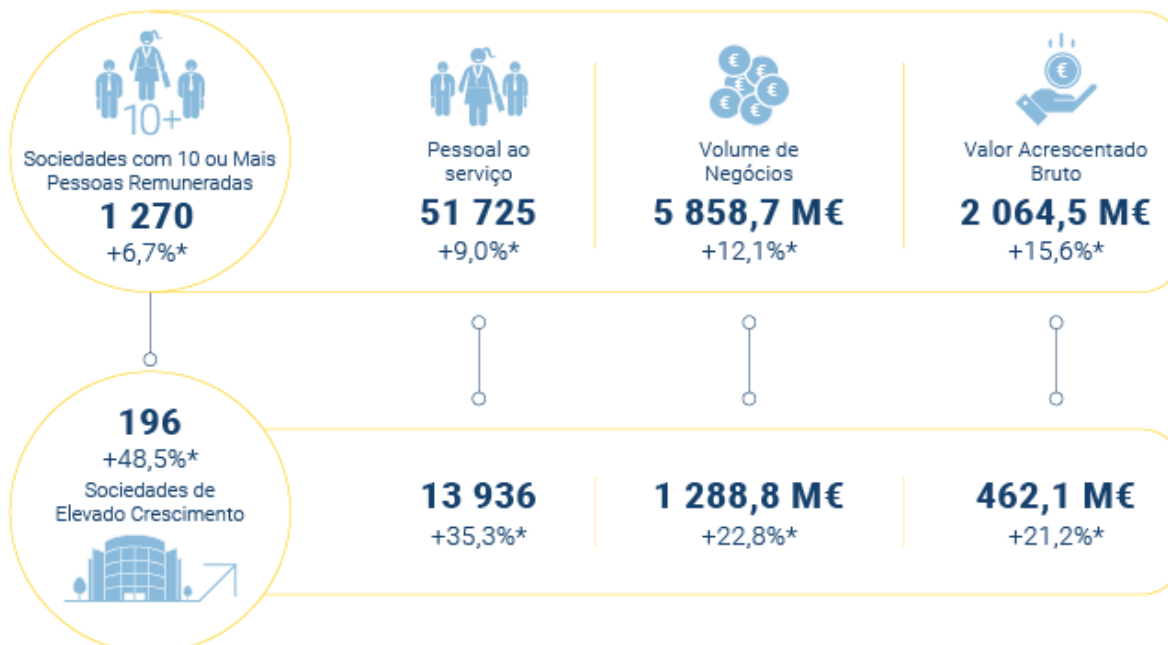 10+
Sociedades com 10 ou Mais
Pessoas Remuneradas
1 270
+6,7%*
Pessoal ao
serviço
51 725
+9,0%*
€ € € € € € €
Volume de
Negócios
5 858,7 M€
+12,1%*
€
Valor Acrescentado
Bruto
2 064,5 M€
+15,6%*
196
+48,5%*
Sociedades de
Elevado Crescimento
13 936
+35,3%*
1 288,8 M€
+22,8%*
462,1 M€
+21,2%*